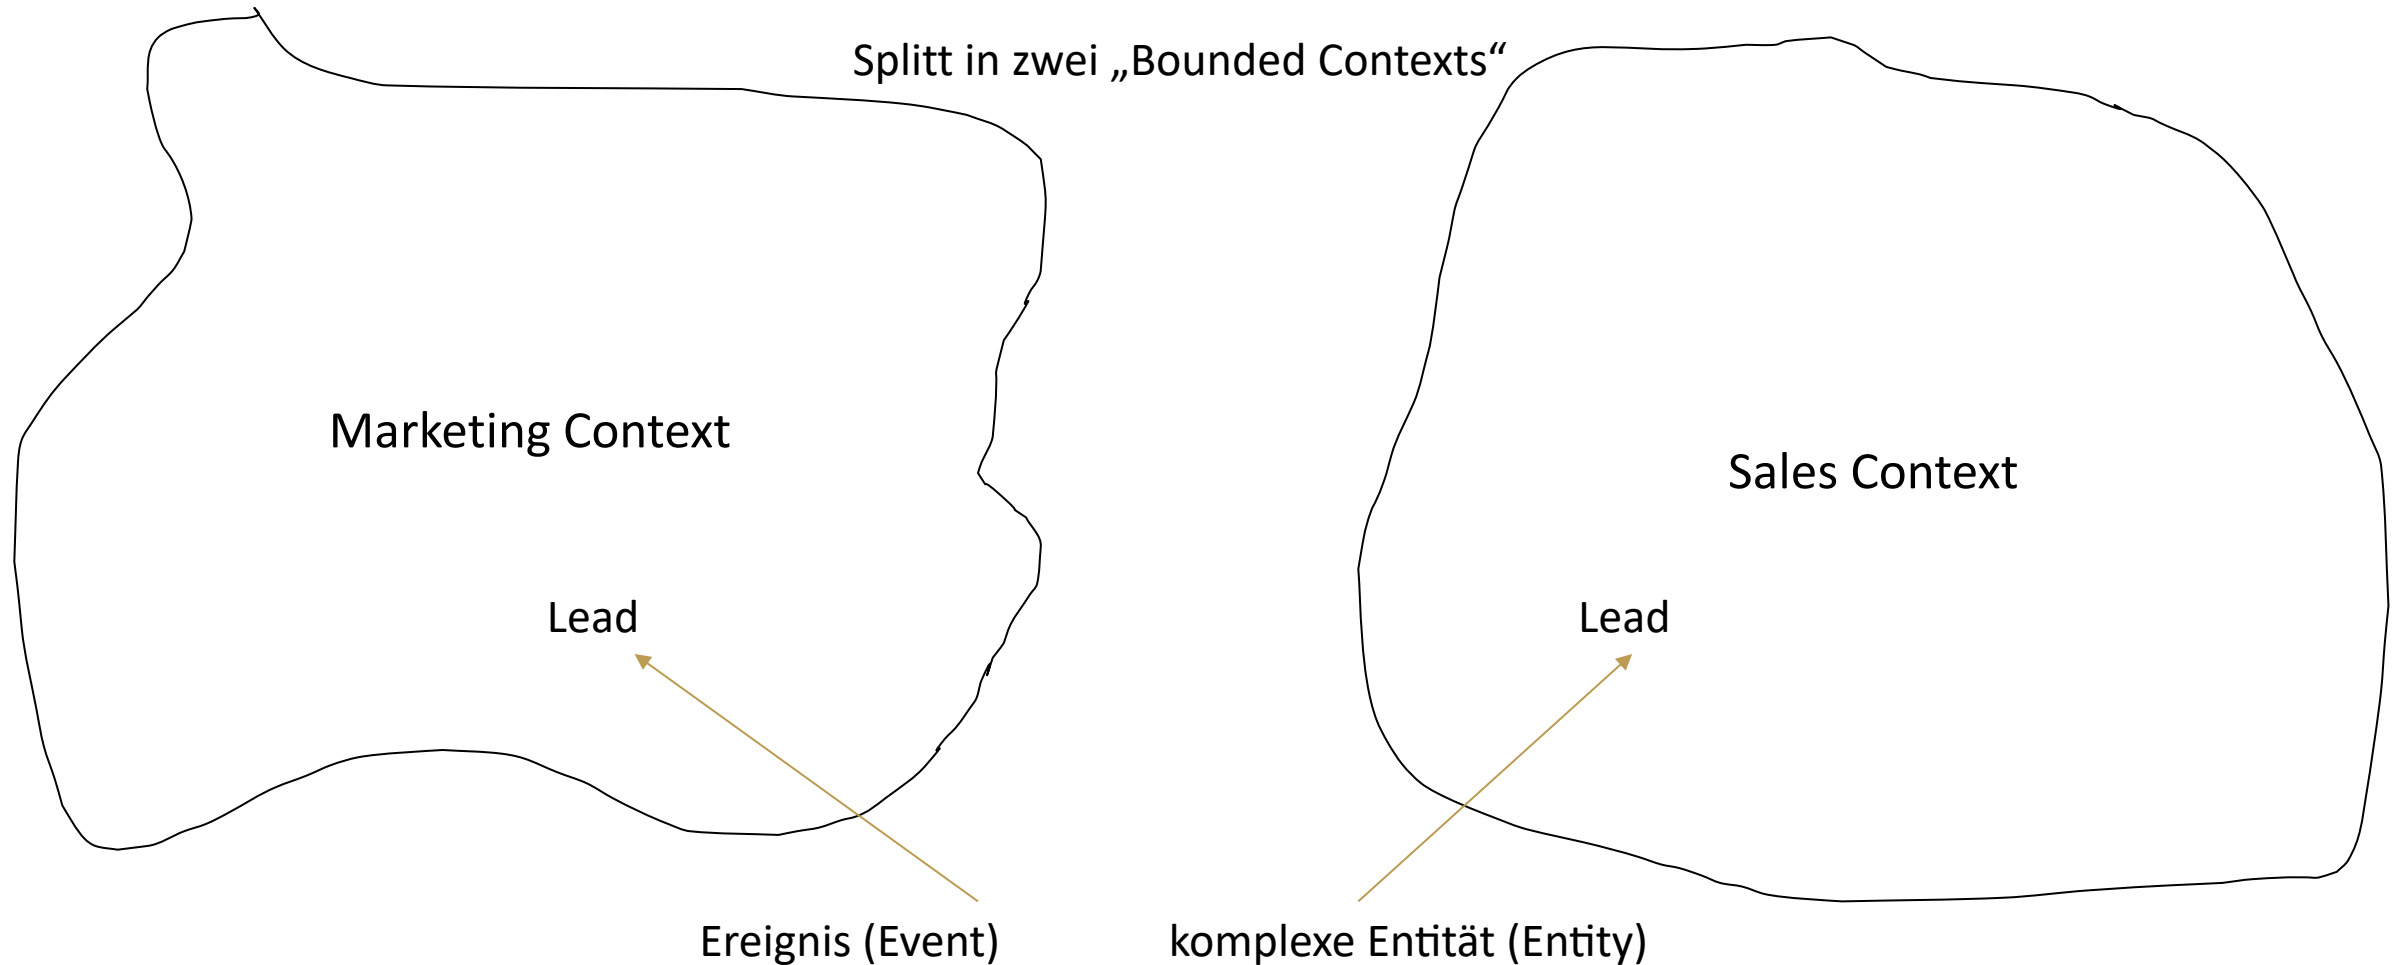 Splitt in zwei „Bounded Contexts“
Marketing Context
Sales Context
Lead
Lead
Ereignis (Event)
komplexe Entität (Entity)